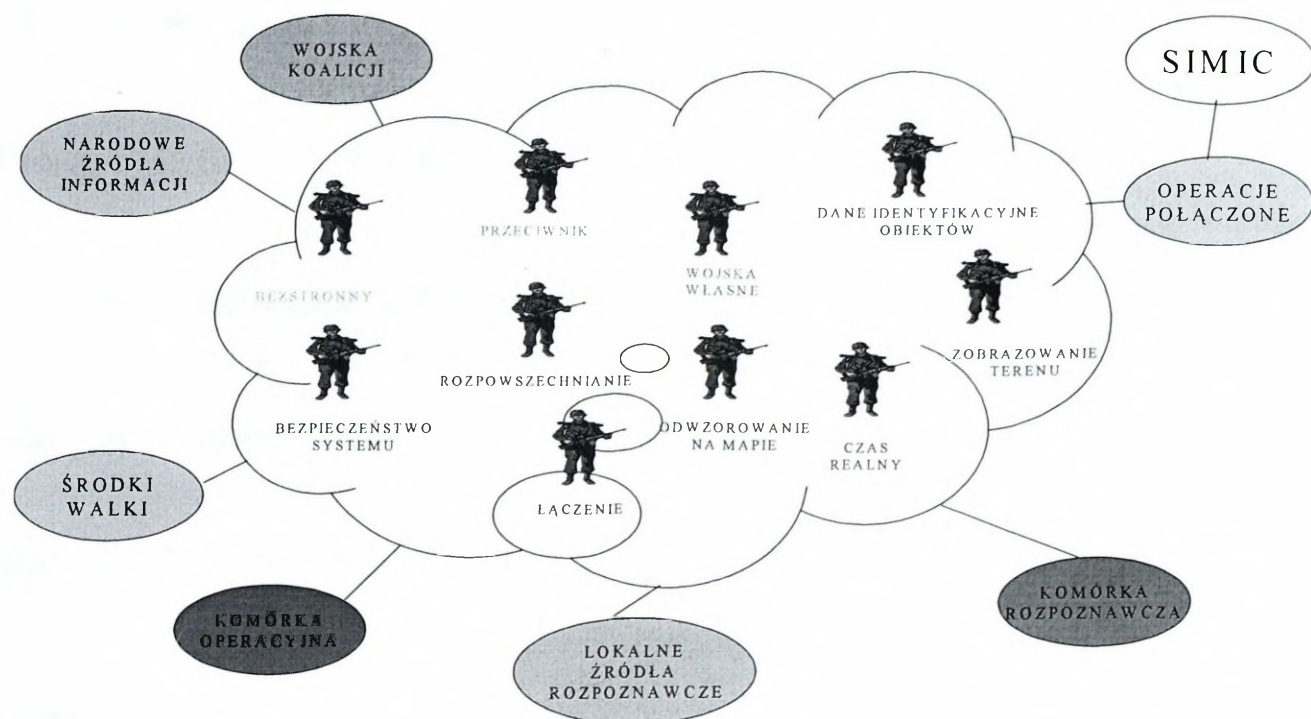 WOJSKA
KOALICJI
SIMIC
NARODOWE
ŹRÓDŁA
INFORMACJI
OPERACJE
POŁĄCZONE
PRZECIWNIK
DANE IDENTYFIKACYJNE
OBIEKTÓW
WOJSKA
WŁASNE
BEZSTRONNY
ZOBRAZOWANIE
TERENU
ROZPOWSZECHNIANIE
BEZPIECZEŃSTWO
SYSTEMU
ODWZOROWANIE
NA MAPIE
CZAS
REALNY
ŁĄCZENIE
ŚRODKI
WALKI
KOMÓRKA
OPERACYJNA
KOMÓRKA
ROZPOZNAWCZA
LOKALNE
ŹRÓDŁA
ROZPOZNAWCZE